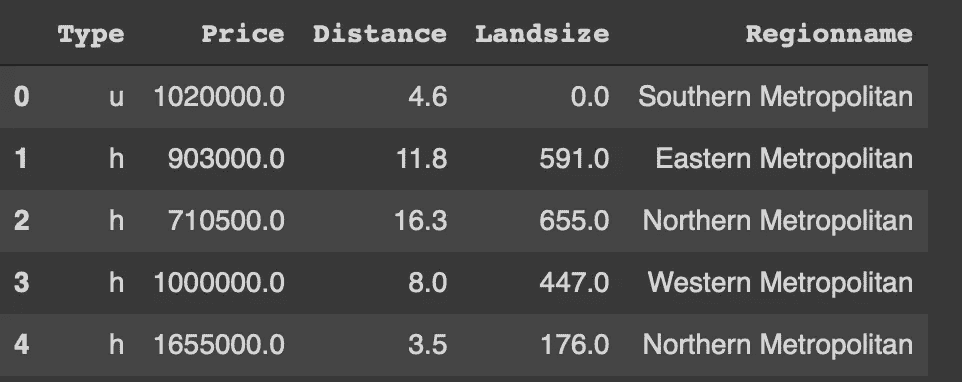 Type Price Distance Landsize Regionname
0 u 1020000.0 4.6 0.0 Southern Metropolitan
1 h 903000.0 11.8 591.0 Eastern Metropolitan
2 h 710500.0 16.3 655.0 Northern Metropolitan
3 h 1000000.0 8.0 447.0 Western Metropolitan
4 h 1655000.0 3.5 176.0 Northern Metropolitan